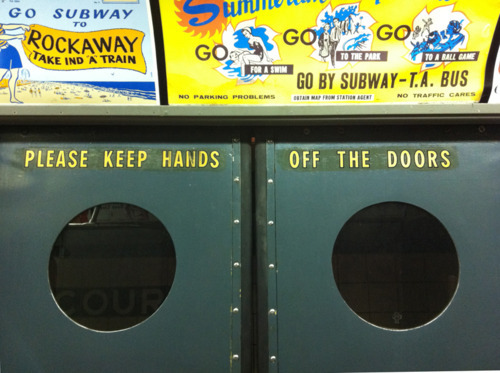 GO SUBWAY
TO
ROCKAWAY
TAKE IND 'A' TRAIN
Summer
GO
FOR A SWIM
GO
TO THE PARK
GO
TO A BALL GAME
GO BY SUBWAY-T.A. BUS
NO PARKING PROBLEMS
OBTAIN MAP FROM STATION AGENT
NO TRAFFIC CARES
PLEASE KEEP HANDS
OFF THE DOORS
COUR